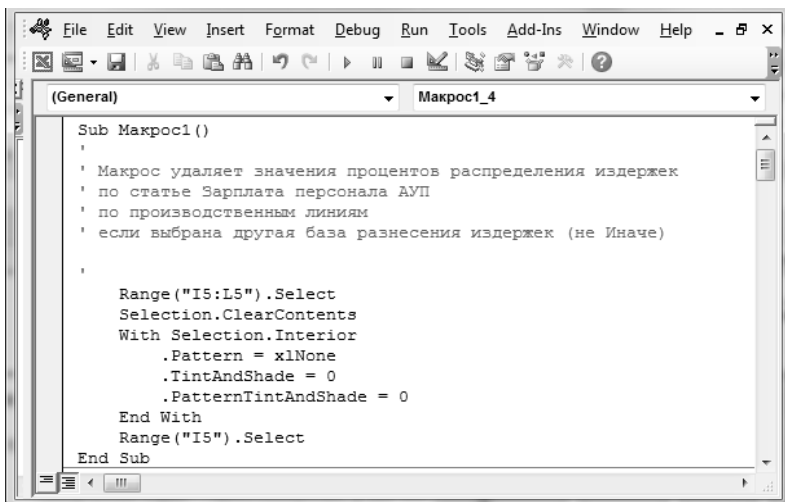 File Edit View Insert Format Debug Run Tools Add-Ins Window Help
(General) Макрос1_4
Sub Макрос1()
'
' Макрос удаляет значения процентов распределения издержек
' по статье Зарплата персонала АУП
' по производственным линиям
' если выбрана другая база разнесения издержек (не Иначе)
'
Range("I5:L5").Select
Selection.ClearContents
With Selection.Interior
.Pattern = xlNone
.TintAndShade = 0
.PatternTintAndShade = 0
End With
Range("I5").Select
End Sub